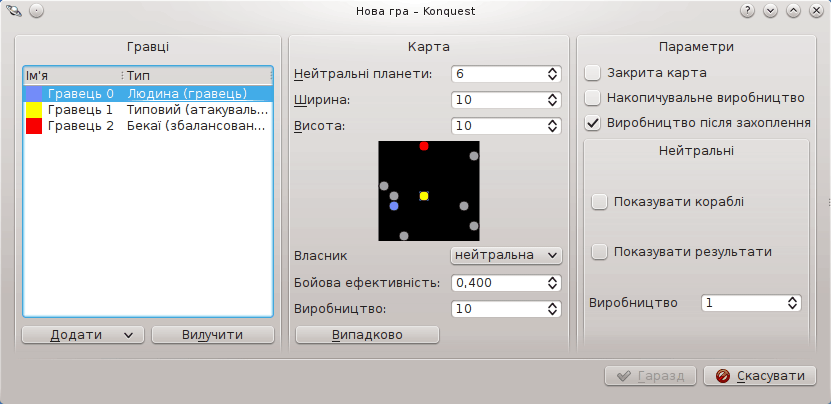 Нова гра – Konquest
Гравці
Ім'я Тип
Гравець 0 Людина (гравець)
Гравець 1 Типовий (атакуваль...
Гравець 2 Бекаї (збалансован...
Додати
Вилучити
Карта
Нейтральні планети: 6
Ширина: 10
Висота: 10
Власник нейтральна
Бойова ефективність: 0,400
Виробництво: 10
Випадково
Параметри
Закрита карта
Накопичувальне виробництво
Виробництво після захоплення
Нейтральні
Показувати кораблі
Показувати результати
Виробництво 1
Гаразд
Скасувати